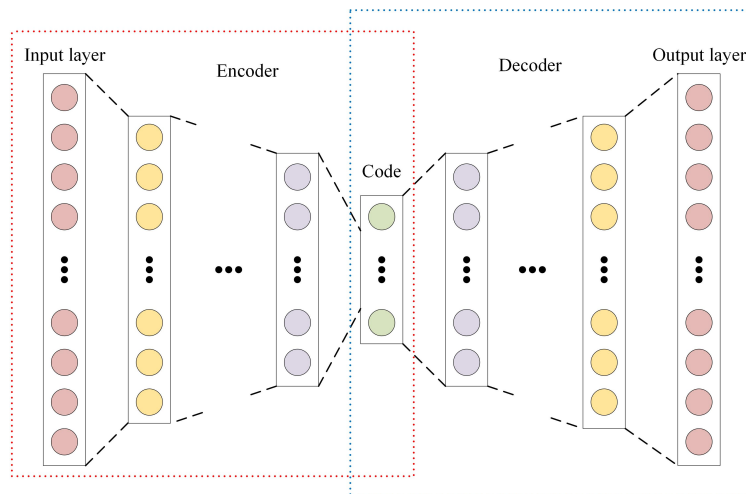 Input layer
Encoder
Code
Decoder
Output layer